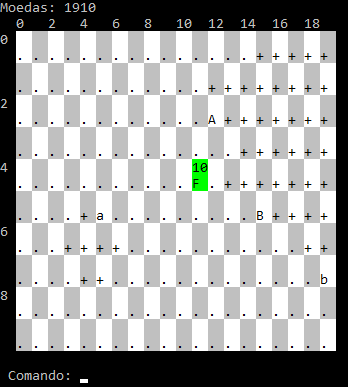 Moedas: 1910
0 2 4 6 8 10 12 14 16 18
0
. . . . . . . . . . . . . . . + + + + +
. . . . . . . . . . . . + + + + + + + +
2
. . . . . . . . . . . . A + + + + + + +
. . . . . . . . . . . . . . + + + + + +
4 10
. . . . . . . . . . . F . + + + + + + +
. . . . + a . . . . . . . . . B + + + +
6
. . . + + + + . . . . . . . . . . . + +
. . . . + + . . . . . . . . . . . . . b
8
. . . . . . . . . . . . . . . . . . . .
. . . . . . . . . . . . . . . . . . . .
Comando: